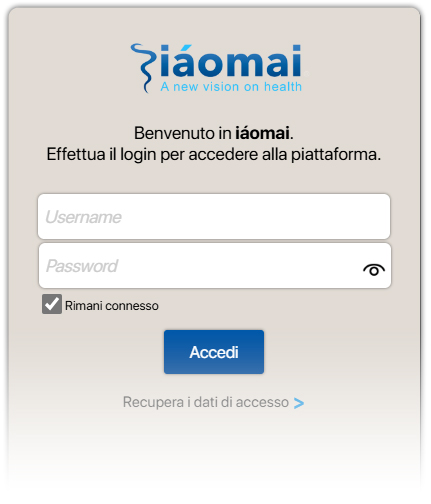 iáomai
A new vision on health
Benvenuto in iáomai.
Effettua il login per accedere alla piattaforma.
Username
Password
Rimani connesso
Accedi
Recupera i dati di accesso >